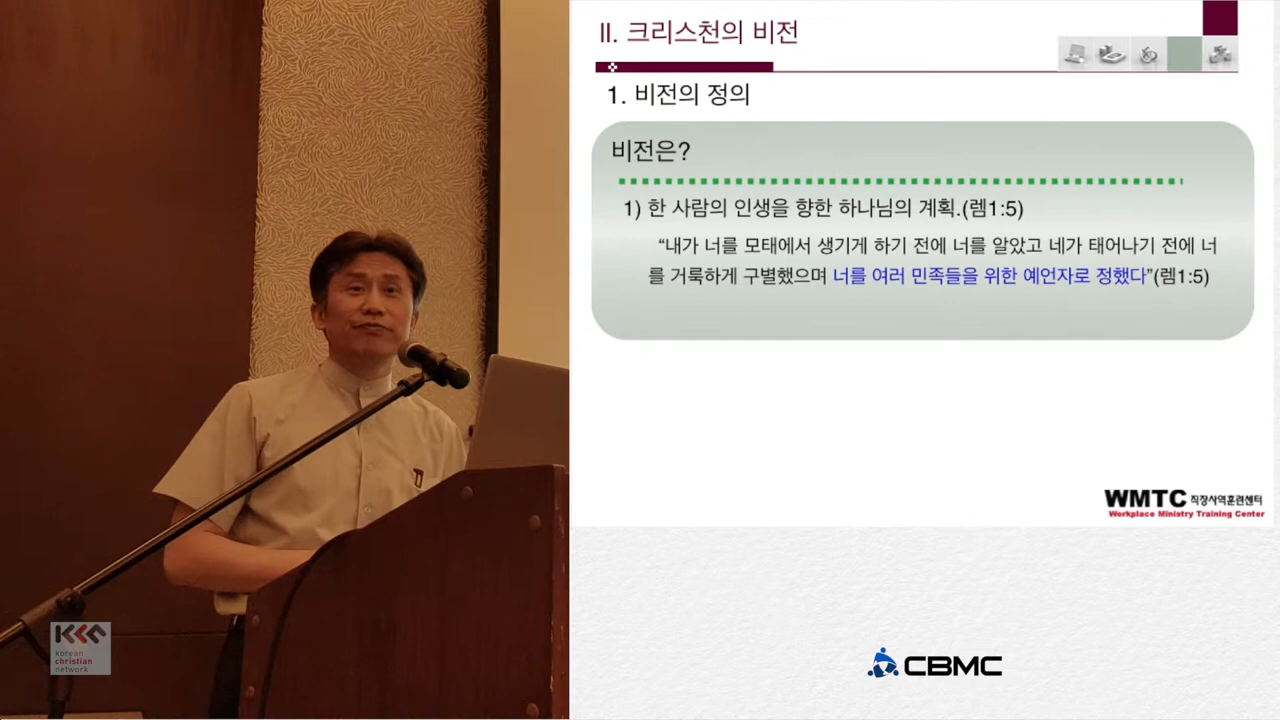 II. 크리스천의 비전
1. 비전의 정의
비전은?
1) 한 사람의 인생을 향한 하나님의 계획.(렘1:5)
“내가 너를 모태에서 생기게 하기 전에 너를 알았고 네가 태어나기 전에 너
를 거룩하게 구별했으며 너를 여러 민족들을 위한 예언자로 정했다”(렘1:5)
WMTC 직장사역훈련센터
Workplace Ministry Training Center
CBMC
kcn
korean
christian
network